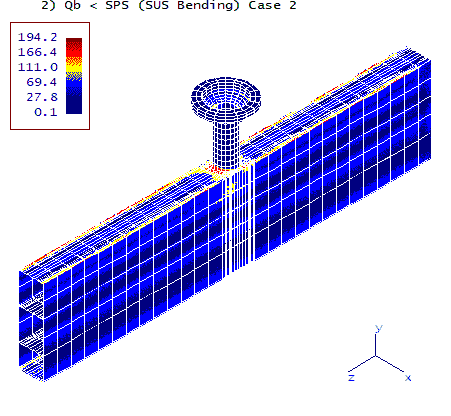 2) Qb < SPS (SUS Bending) Case 2
194.2
166.4
111.0
69.4
27.8
0.1
y
z
x